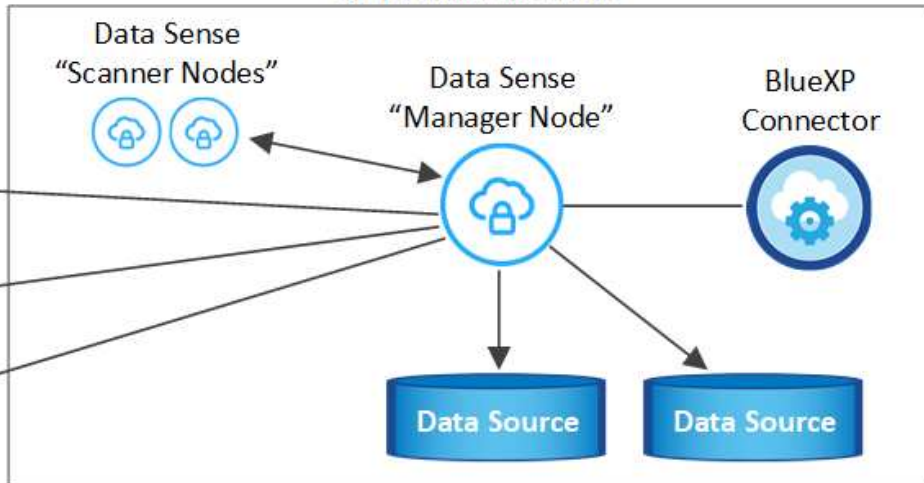 Data Sense
“Scanner Nodes”
Data Sense
“Manager Node”
BlueXP
Connector
Data Source
Data Source